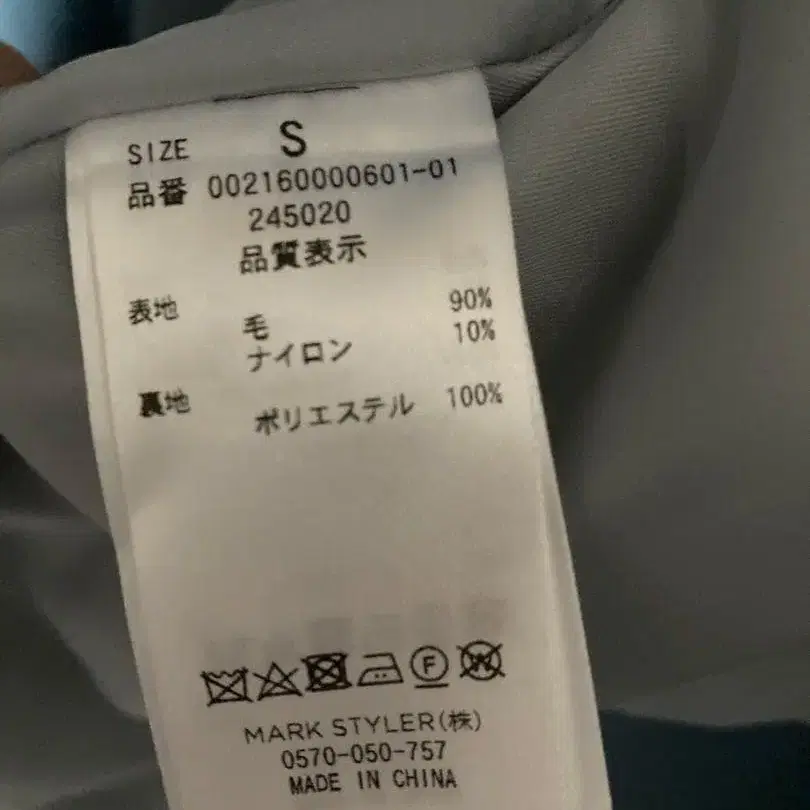 SIZE S
品番 002160000601-01
245020
品質表示
表地
毛 90%
ナイロン 10%
裏地
ポリエステル 100%
F W
MARK STYLER(株)
0570-050-757
MADE IN CHINA